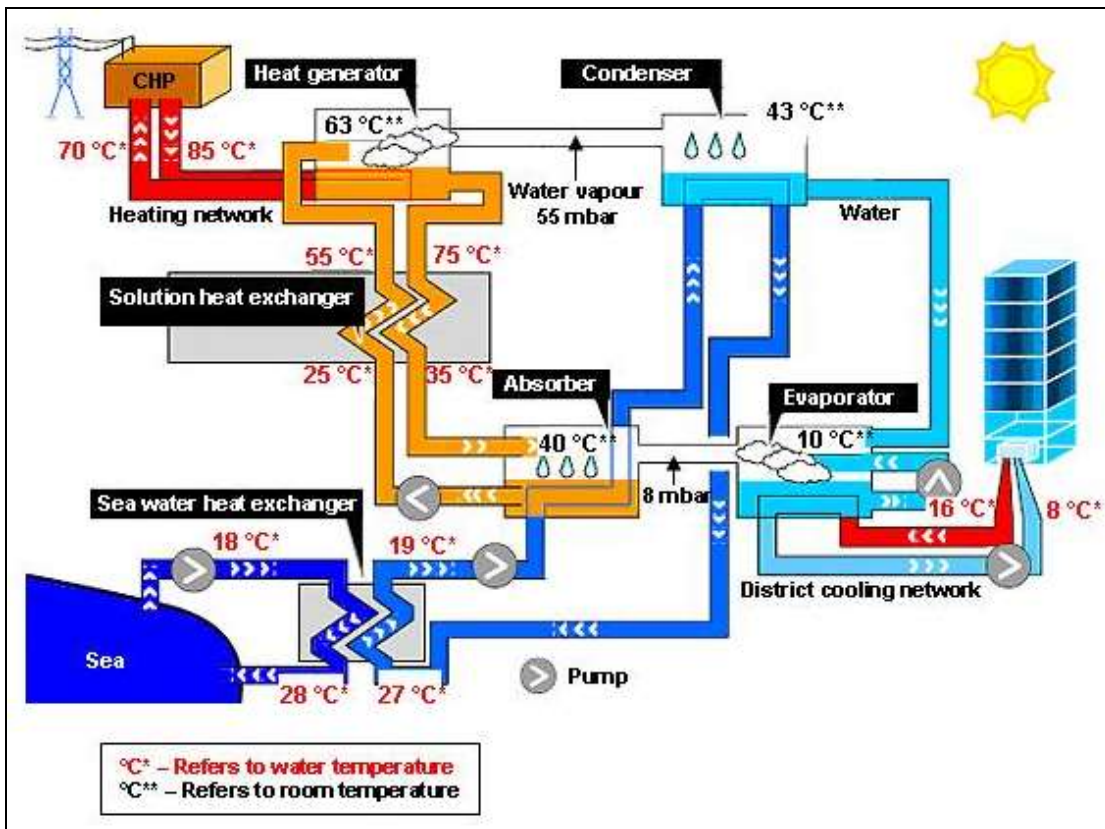 CHP
Heat generator
Condenser
63 °C**
43 °C**
70 °C*
85 °C*
Heating network
Water vapour
55 mbar
Water
55 °C*
75 °C*
Solution heat exchanger
25 °C*
35 °C*
Absorber
Evaporator
40 °C**
10 °C**
8 mbar
Sea water heat exchanger
16 °C*
8 °C*
18 °C*
19 °C*
District cooling network
Sea
28 °C*
27 °C*
Pump
°C* – Refers to water temperature
°C** – Refers to room temperature